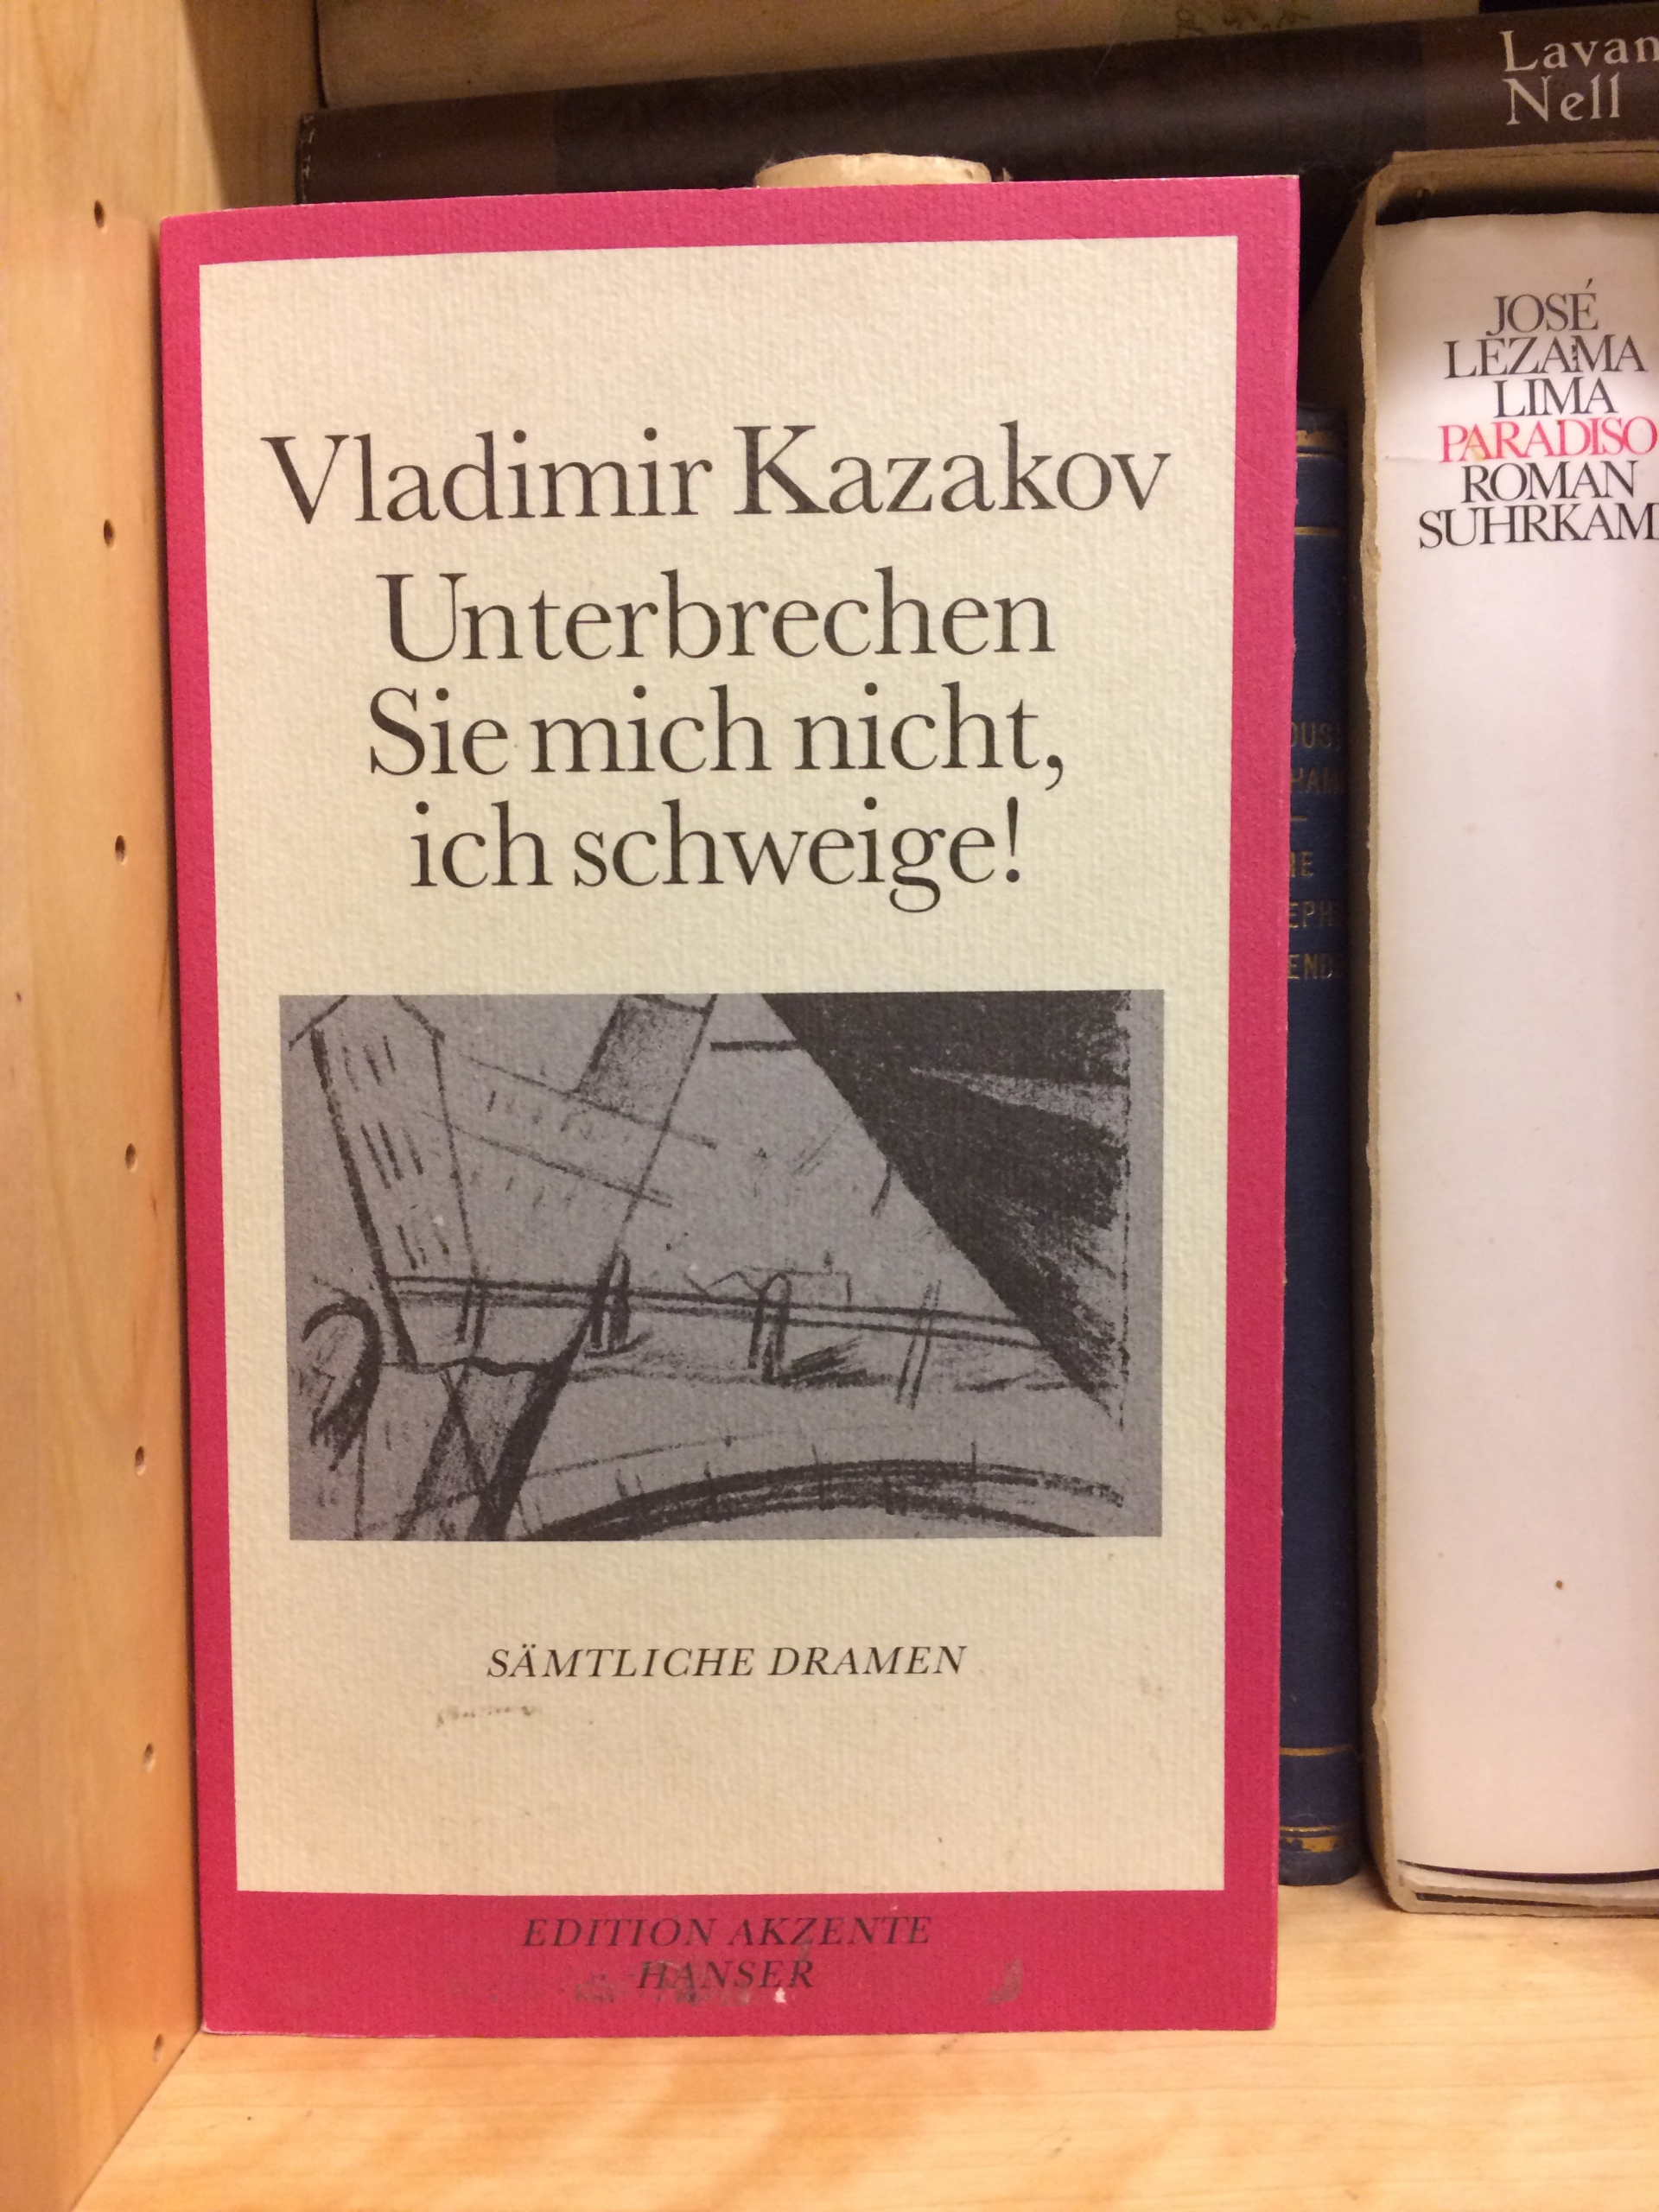 Lavan
Nell
Vladimir Kazakov
Unterbrechen
Sie mich nicht,
ich schweige!
SÄMTLICHE DRAMEN
EDITION AKZENTE
HANSER
JOSÉ
LEZAMA
LIMA
PARADISO
ROMAN
SUHRKAM